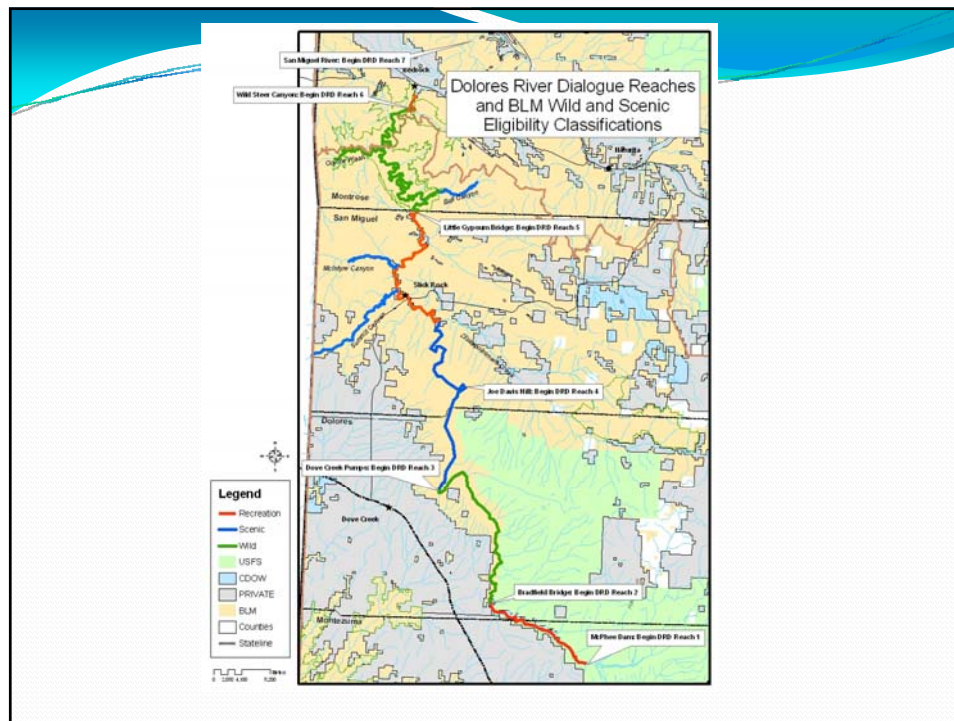 San Miguel River: Begin DRD Reach 7
Bedrock
Wild Steer Canyon: Begin DRD Reach 6
Dolores River Dialogue Reaches
and BLM Wild and Scenic
Eligibility Classifications
Montrose
San Miguel
Little Gypsum Bridge: Begin DRD Reach 5
McIntyre Canyon
Slick Rock
Joe Davis Hill: Begin DRD Reach 4
Dolores
Dove Creek Pumps: Begin DRD Reach 3
Dove Creek
Bradfield Bridge: Begin DRD Reach 2
Montezuma
McPhee Dam: Begin DRD Reach 1
Legend
Recreation
Scenic
Wild
USFS
CDOW
PRIVATE
BLM
Counties
Stateline